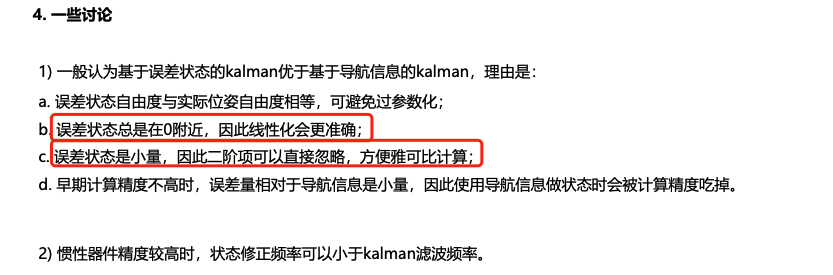 4. 一些讨论
1) 一般认为基于误差状态的kalman优于基于导航信息的kalman，理由是：
a. 误差状态自由度与实际位姿自由度相等，可避免过参数化；
b. 误差状态总是在0附近，因此线性化会更准确；
c. 误差状态是小量，因此二阶项可以直接忽略，方便雅可比计算；
d. 早期计算精度不高时，误差量相对于导航信息是小量，因此使用导航信息做状态时会被计算精度吃掉。
2) 惯性器件精度较高时，状态修正频率可以小于kalman滤波频率。